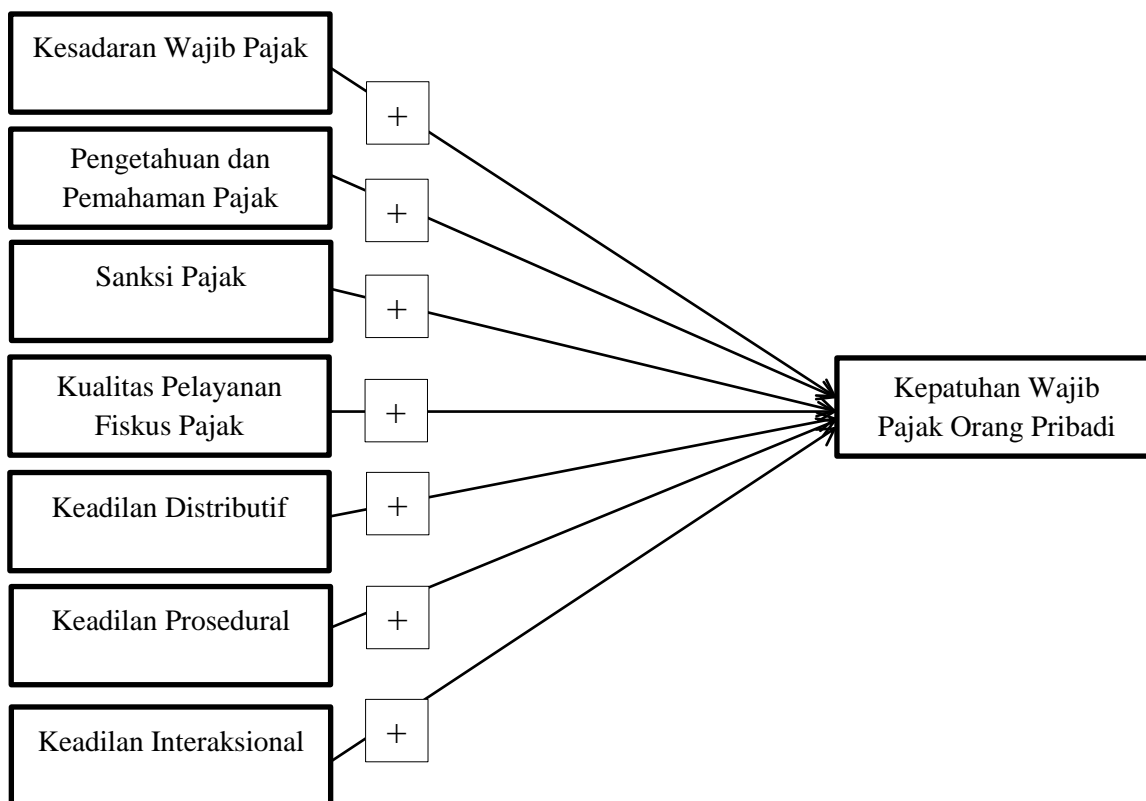 Kesadaran Wajib Pajak
+
Pengetahuan dan
Pemahaman Pajak
+
Sanksi Pajak
+
Kualitas Pelayanan
Fiskus Pajak
+
Keadilan Distributif
+
Keadilan Prosedural
+
Keadilan Interaksional
+
Kepatuhan Wajib
Pajak Orang Pribadi